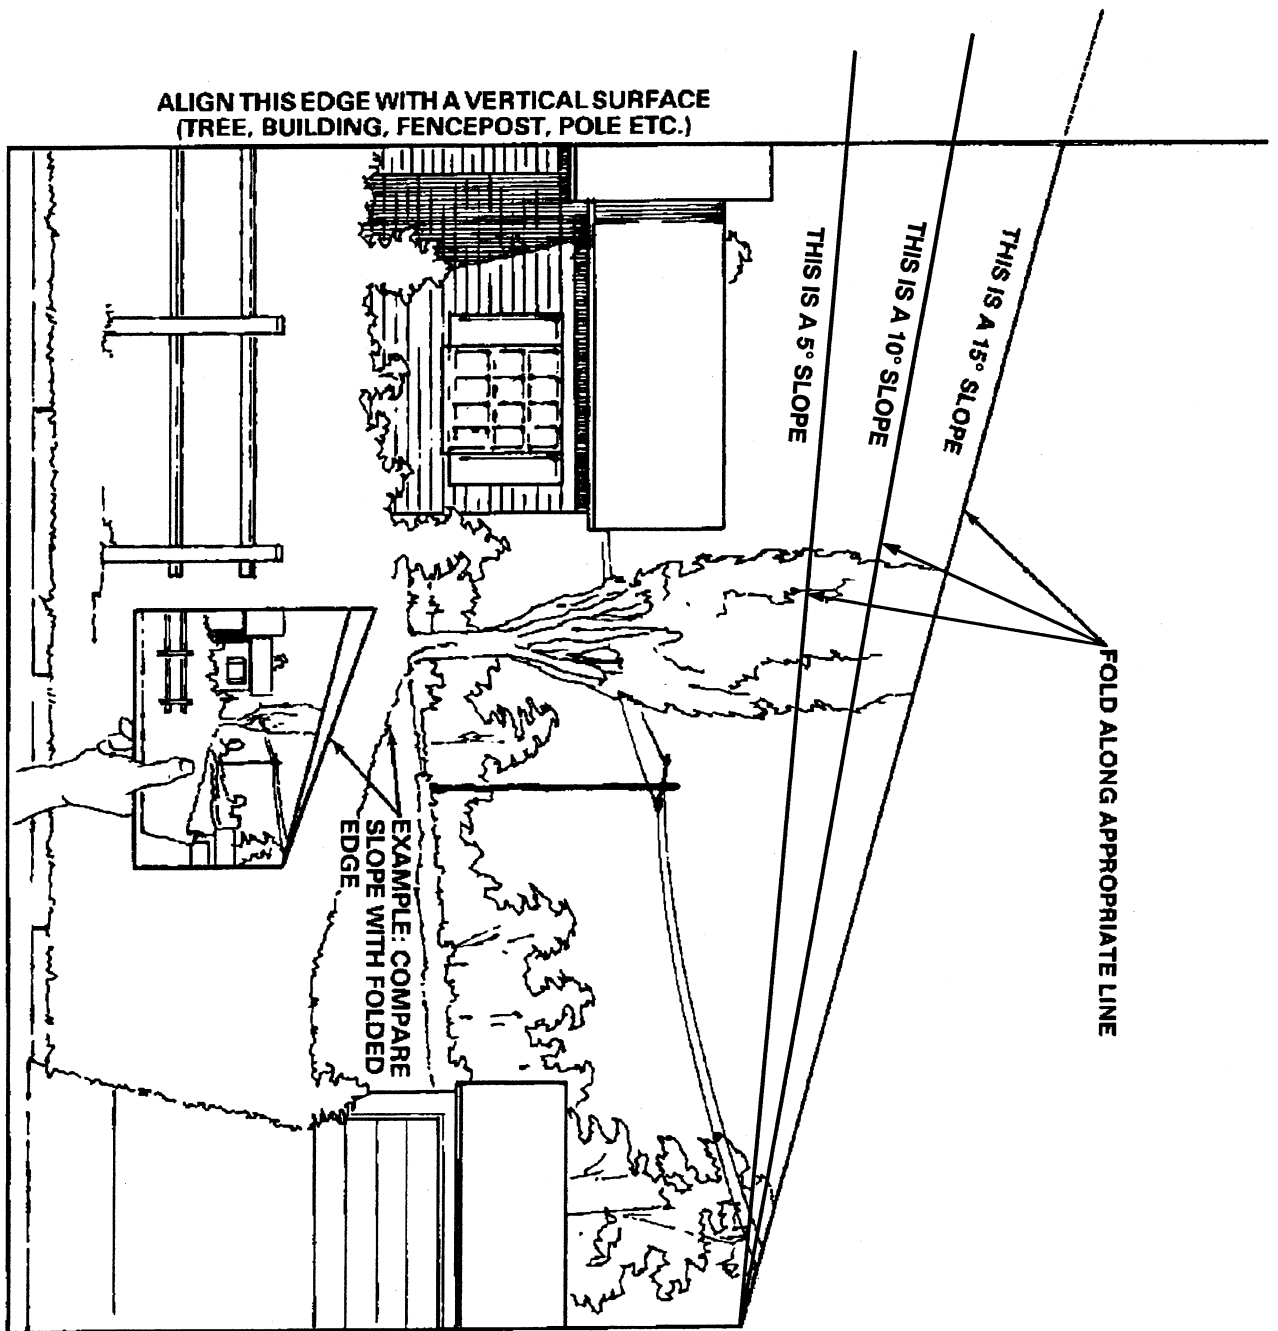 ALIGN THIS EDGE WITH A VERTICAL SURFACE
(TREE, BUILDING, FENCEPOST, POLE ETC.)
THIS IS A 5° SLOPE
THIS IS A 10° SLOPE
THIS IS A 15° SLOPE
FOLD ALONG APPROPRIATE LINE
EXAMPLE: COMPARE
SLOPE WITH FOLDED
EDGE